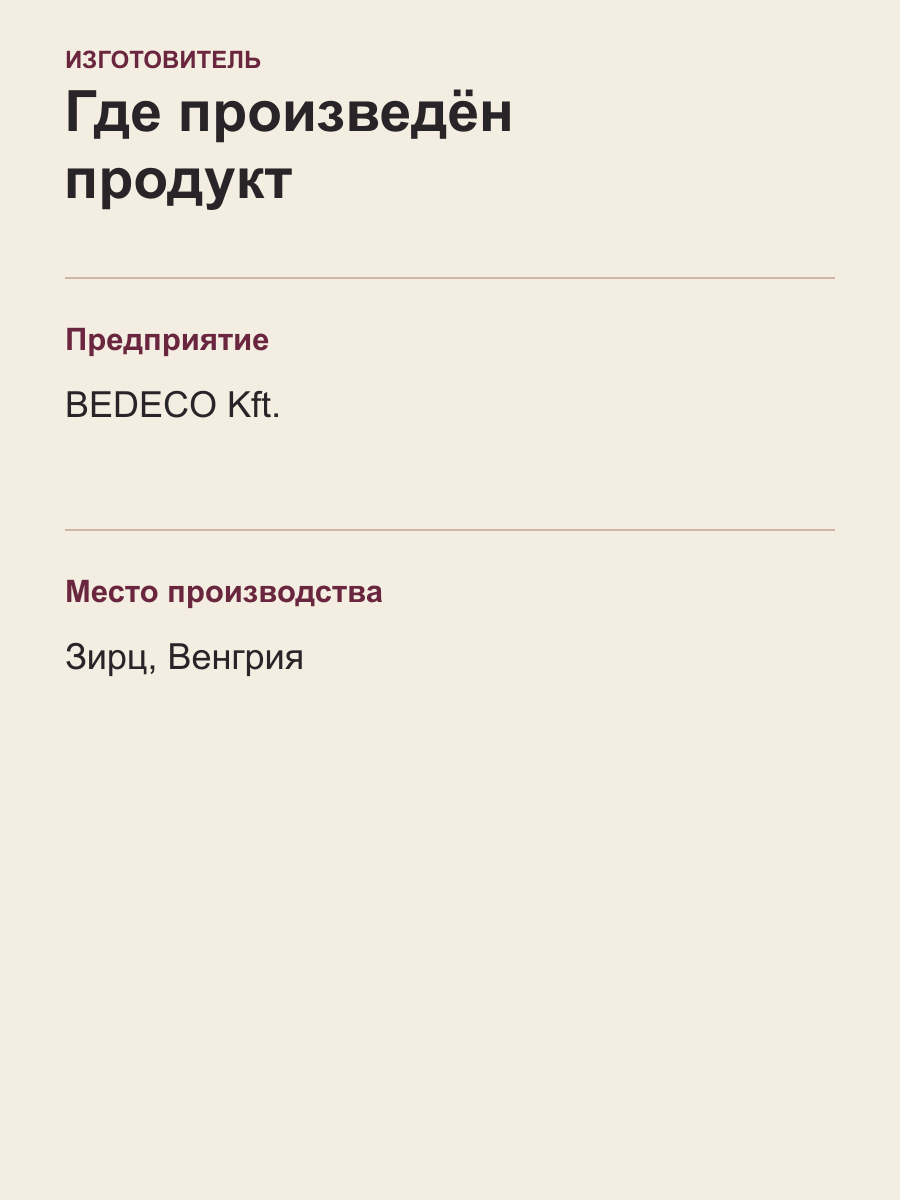 ИЗГОТОВИТЕЛЬ
Где произведён
продукт
Предприятие
BEDECO Kft.
Место производства
Зирц, Венгрия